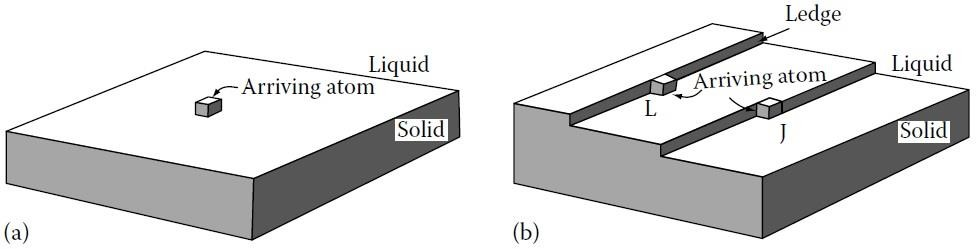 Liquid
Arriving atom
Solid
(a)
Ledge
Liquid
Arriving atom
L
J
Solid
(b)